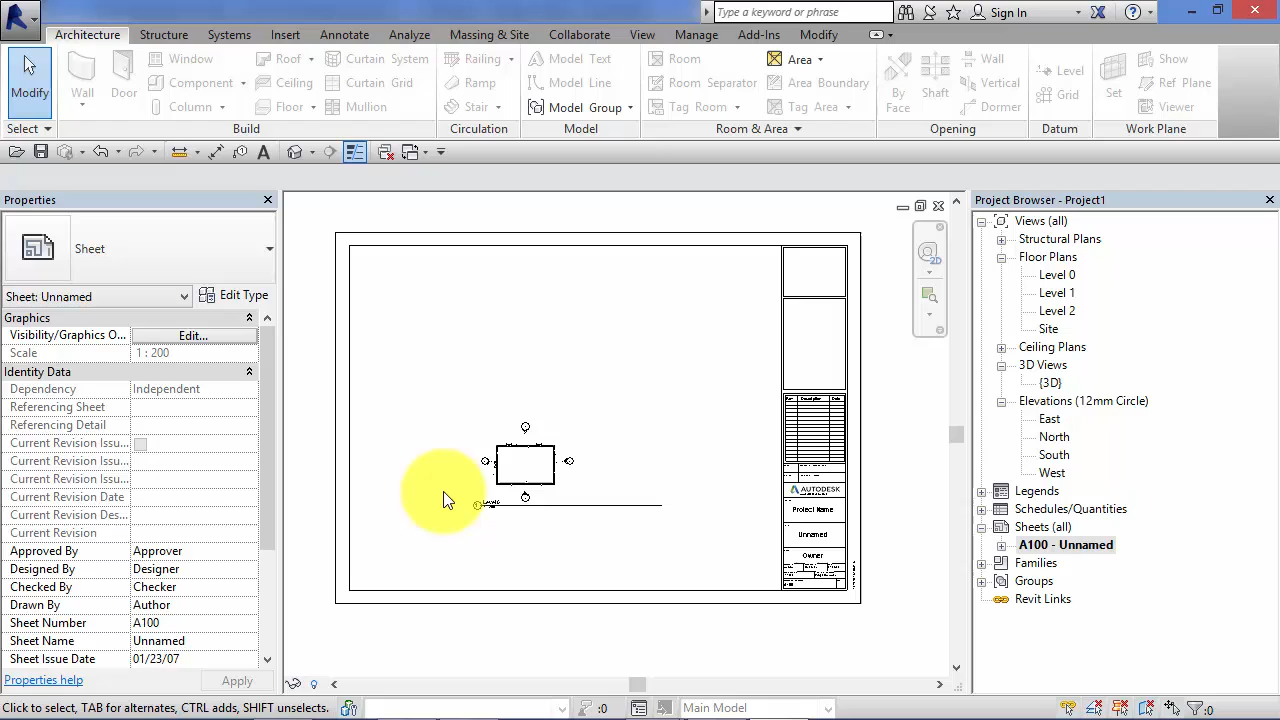 Type a keyword or phrase
Sign In
Architecture Structure Systems Insert Annotate Analyze Massing & Site Collaborate View Manage Add-Ins Modify
Modify
Select
Wall
Door
Window
Component
Column
Roof
Ceiling
Floor
Curtain System
Curtain Grid
Mullion
Build
Railing
Ramp
Stair
Circulation
Model Text
Model Line
Model Group
Model
Room
Room Separator
Tag Room
Area
Area Boundary
Tag Area
Room & Area
By Face
Shaft
Wall
Vertical
Dormer
Opening
Level
Grid
Datum
Set
Show
Ref Plane
Viewer
Work Plane
Properties
Sheet
Sheet: Unnamed
Edit Type
Graphics
Visibility/Graphics O... Edit...
Scale 1 : 200
Identity Data
Dependency Independent
Referencing Sheet
Referencing Detail
Current Revision Issu...
Current Revision Issu...
Current Revision Issu...
Current Revision Date
Current Revision Des...
Current Revision
Approved By Approver
Designed By Designer
Checked By Checker
Drawn By Author
Sheet Number A100
Sheet Name Unnamed
Sheet Issue Date 01/23/07
Properties help
Apply
2D
Description Date
AUTODESK
Project Name
Unnamed
Owner
Project Browser - Project1
Views (all)
Structural Plans
Floor Plans
Level 0
Level 1
Level 2
Site
Ceiling Plans
3D Views
{3D}
Elevations (12mm Circle)
East
North
South
West
Legends
Schedules/Quantities
Sheets (all)
A100 - Unnamed
Families
Groups
Revit Links
Click to select, TAB for alternates, CTRL adds, SHIFT unselects.
:0
Main Model
:0